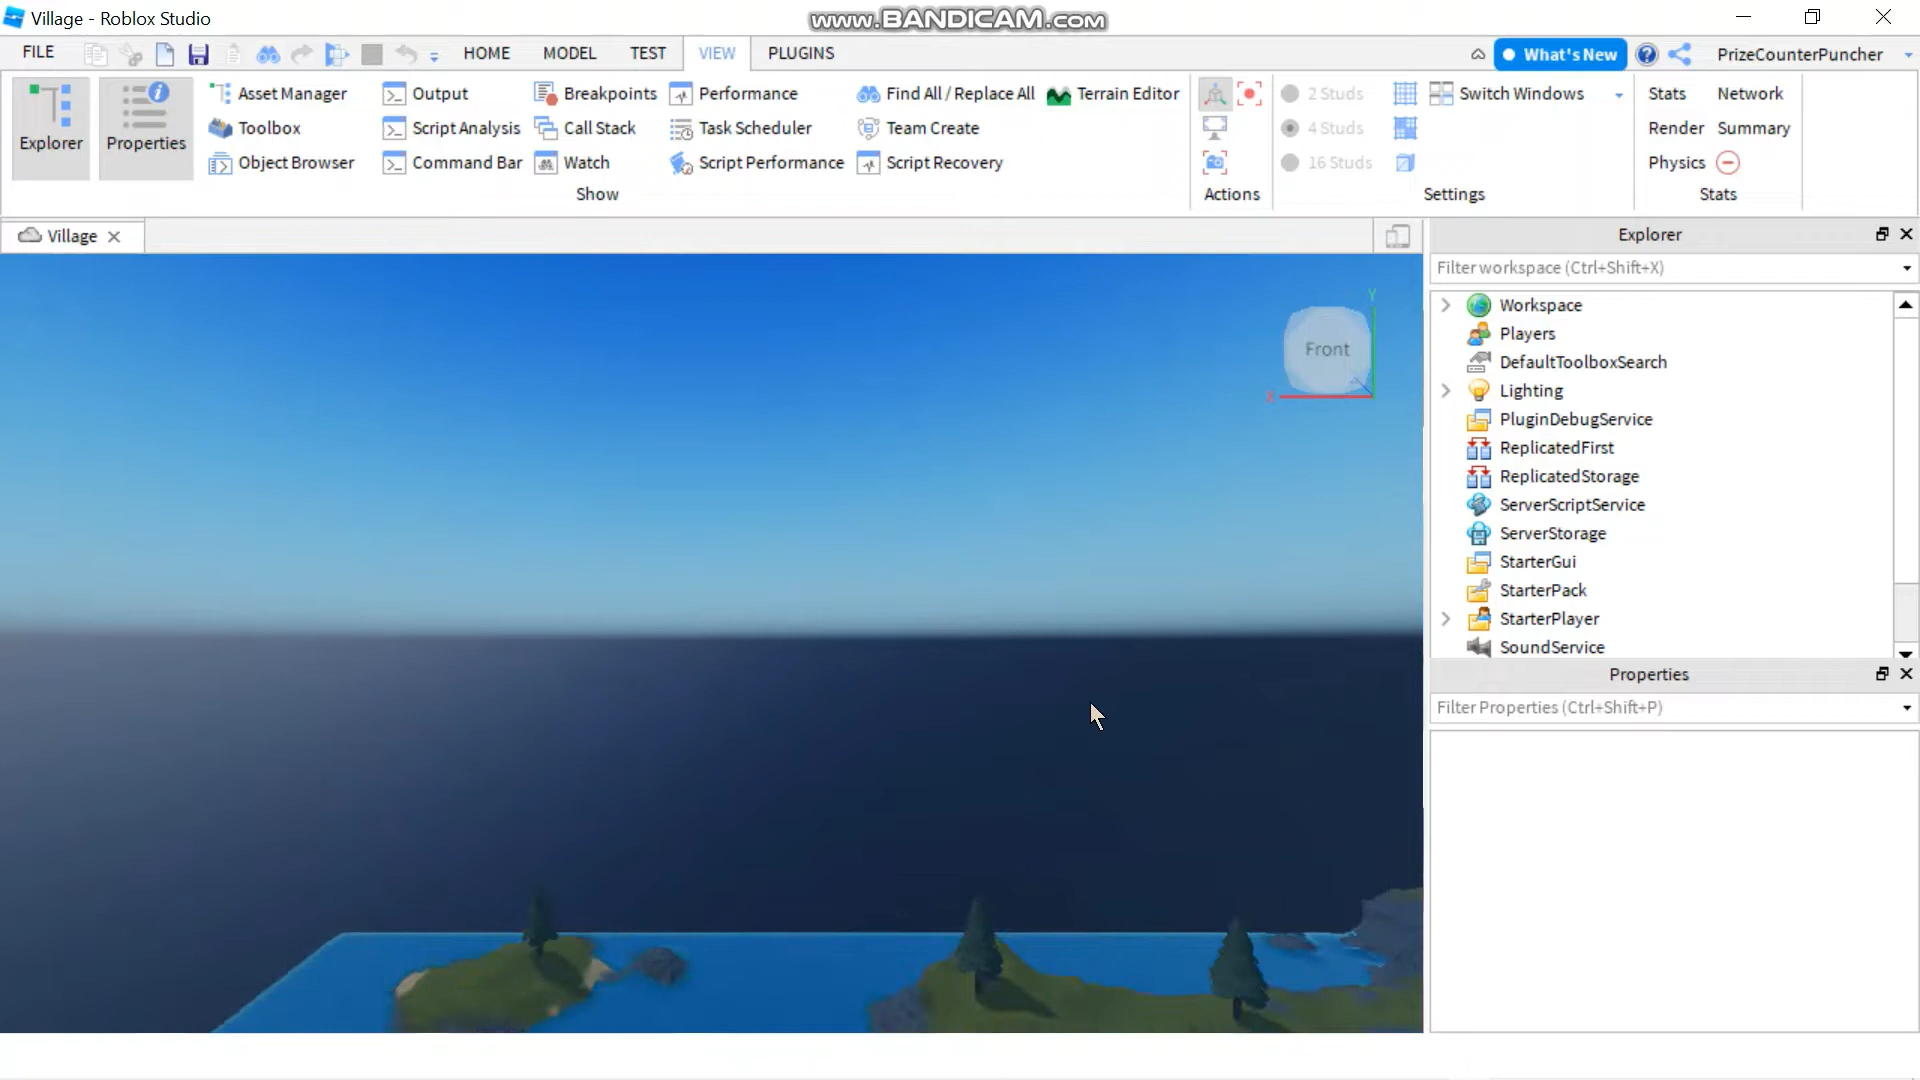 Village - Roblox Studio
www.BANDICAM.com
FILE HOME MODEL TEST VIEW PLUGINS What's New PrizeCounterPuncher
Explorer
Properties
Asset Manager
Toolbox
Object Browser
Output
Script Analysis
Command Bar
Breakpoints
Call Stack
Watch
Performance
Task Scheduler
Script Performance
Find All / Replace All
Team Create
Script Recovery
Terrain Editor
Show
Actions
2 Studs
4 Studs
16 Studs
Switch Windows
Settings
Stats Network
Render Summary
Physics
Stats
Village
Front
Y
X
Explorer
Filter workspace (Ctrl+Shift+X)
Workspace
Players
DefaultToolboxSearch
Lighting
PluginDebugService
ReplicatedFirst
ReplicatedStorage
ServerScriptService
ServerStorage
StarterGui
StarterPack
StarterPlayer
SoundService
Properties
Filter Properties (Ctrl+Shift+P)